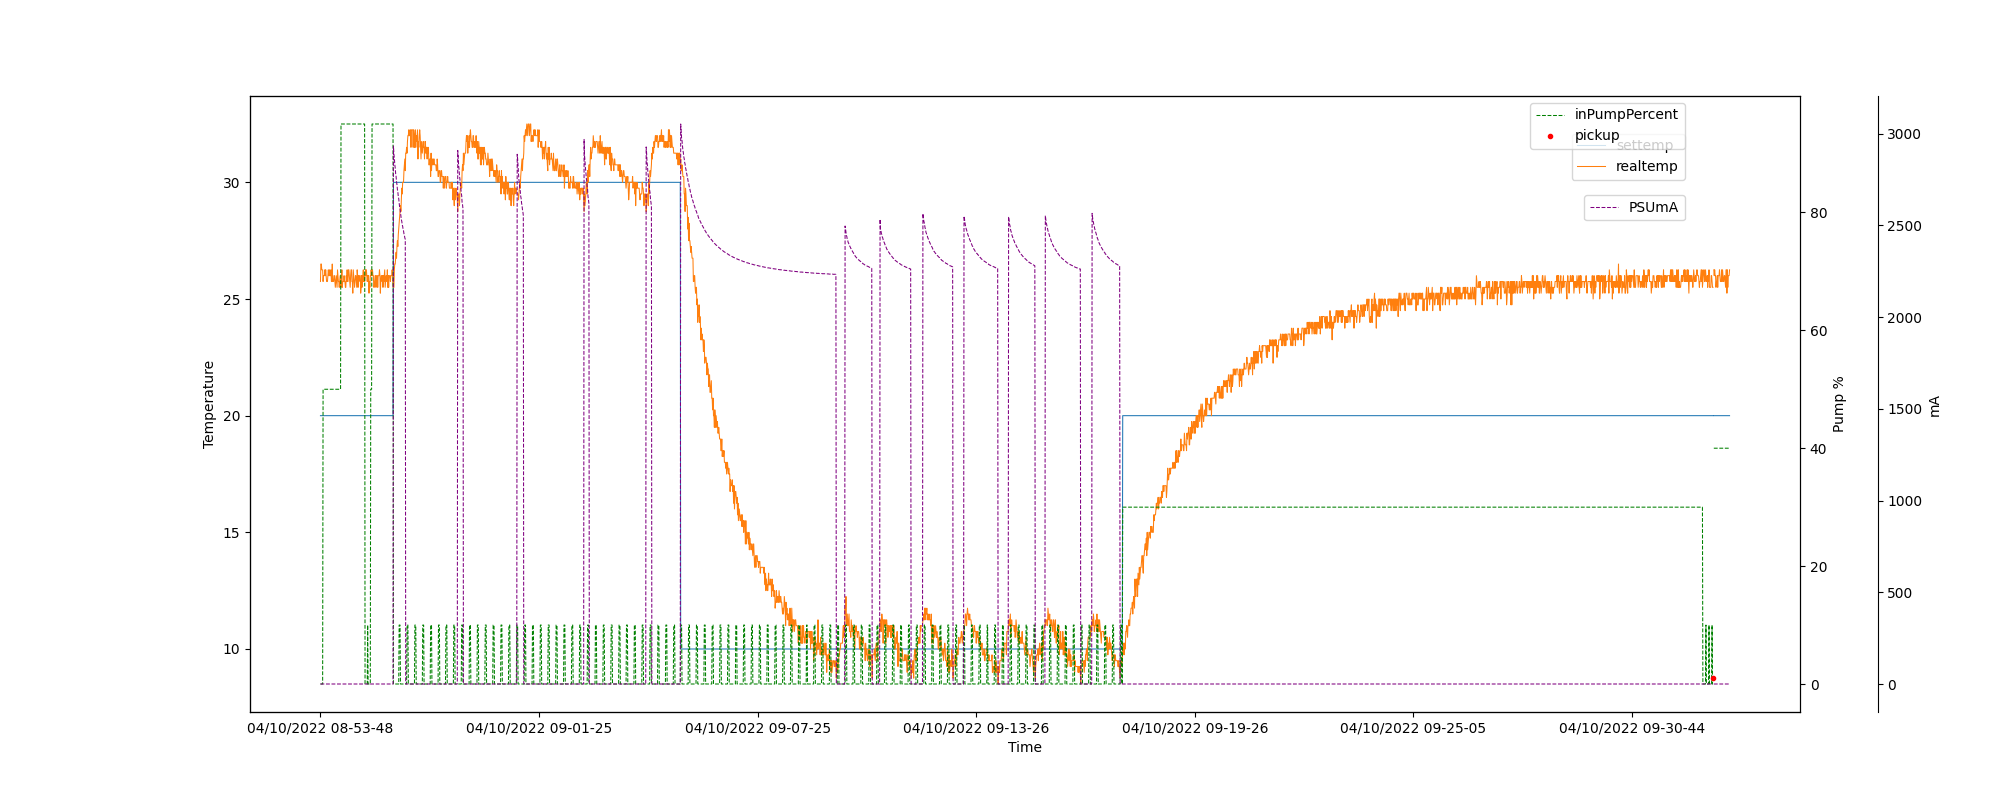 inPumpPercent
pickup
settemp
realtemp
PSUmA
30
25
20
15
10
Temperature
80
60
40
20
0
Pump %
3000
2500
2000
1500
1000
500
0
mA
04/10/2022 08-53-48
04/10/2022 09-01-25
04/10/2022 09-07-25
04/10/2022 09-13-26
04/10/2022 09-19-26
04/10/2022 09-25-05
04/10/2022 09-30-44
Time